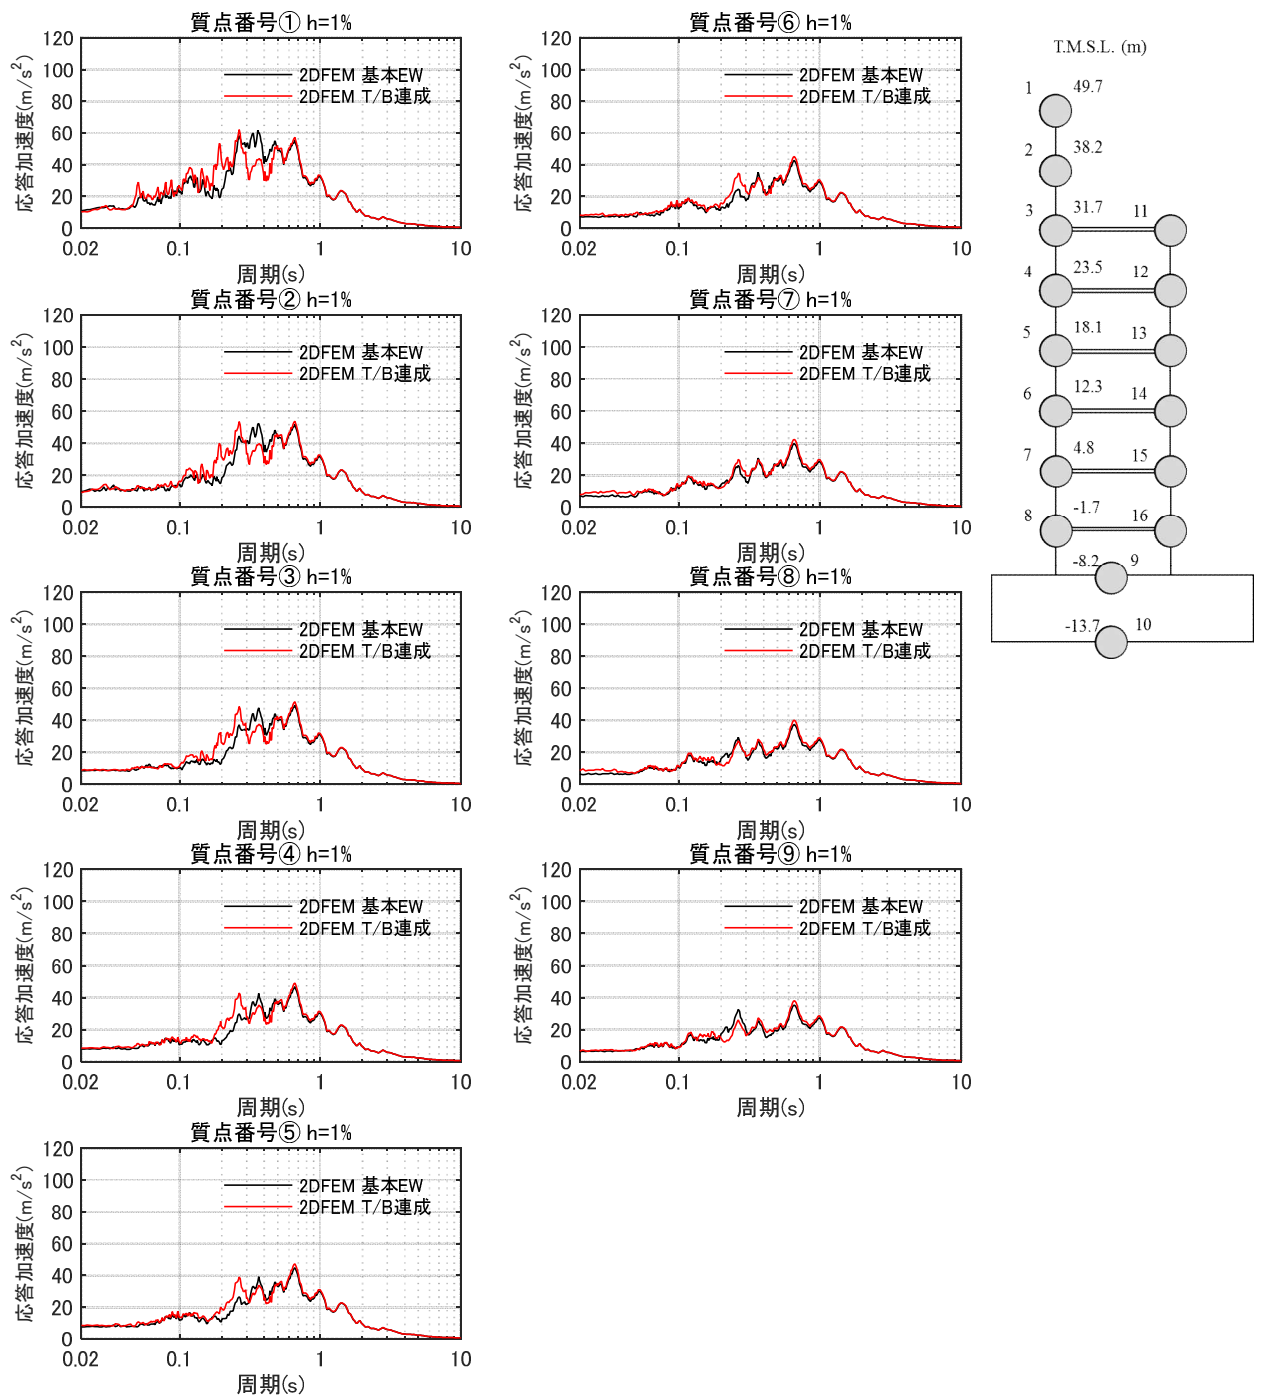 質点番号① h=1%
120
100
80
60
40
20
0
応答加速度(m/s²)
2DFEM 基本EW
2DFEM T/B連成
0.02 0.1 1 10
周期(s)
質点番号② h=1%
120
100
80
60
40
20
0
応答加速度(m/s²)
2DFEM 基本EW
2DFEM T/B連成
0.02 0.1 1 10
周期(s)
質点番号③ h=1%
120
100
80
60
40
20
0
応答加速度(m/s²)
2DFEM 基本EW
2DFEM T/B連成
0.02 0.1 1 10
周期(s)
質点番号④ h=1%
120
100
80
60
40
20
0
応答加速度(m/s²)
2DFEM 基本EW
2DFEM T/B連成
0.02 0.1 1 10
周期(s)
質点番号⑤ h=1%
120
100
80
60
40
20
0
応答加速度(m/s²)
2DFEM 基本EW
2DFEM T/B連成
0.02 0.1 1 10
周期(s)
質点番号⑥ h=1%
120
100
80
60
40
20
0
応答加速度(m/s²)
2DFEM 基本EW
2DFEM T/B連成
0.02 0.1 1 10
周期(s)
質点番号⑦ h=1%
120
100
80
60
40
20
0
応答加速度(m/s²)
2DFEM 基本EW
2DFEM T/B連成
0.02 0.1 1 10
周期(s)
質点番号⑧ h=1%
120
100
80
60
40
20
0
応答加速度(m/s²)
2DFEM 基本EW
2DFEM T/B連成
0.02 0.1 1 10
周期(s)
質点番号⑨ h=1%
120
100
80
60
40
20
0
応答加速度(m/s²)
2DFEM 基本EW
2DFEM T/B連成
0.02 0.1 1 10
周期(s)
T.M.S.L. (m)
1 49.7
2 38.2
3 31.7 11
4 23.5 12
5 18.1 13
6 12.3 14
7 4.8 15
8 -1.7 16
-8.2 9
-13.7 10